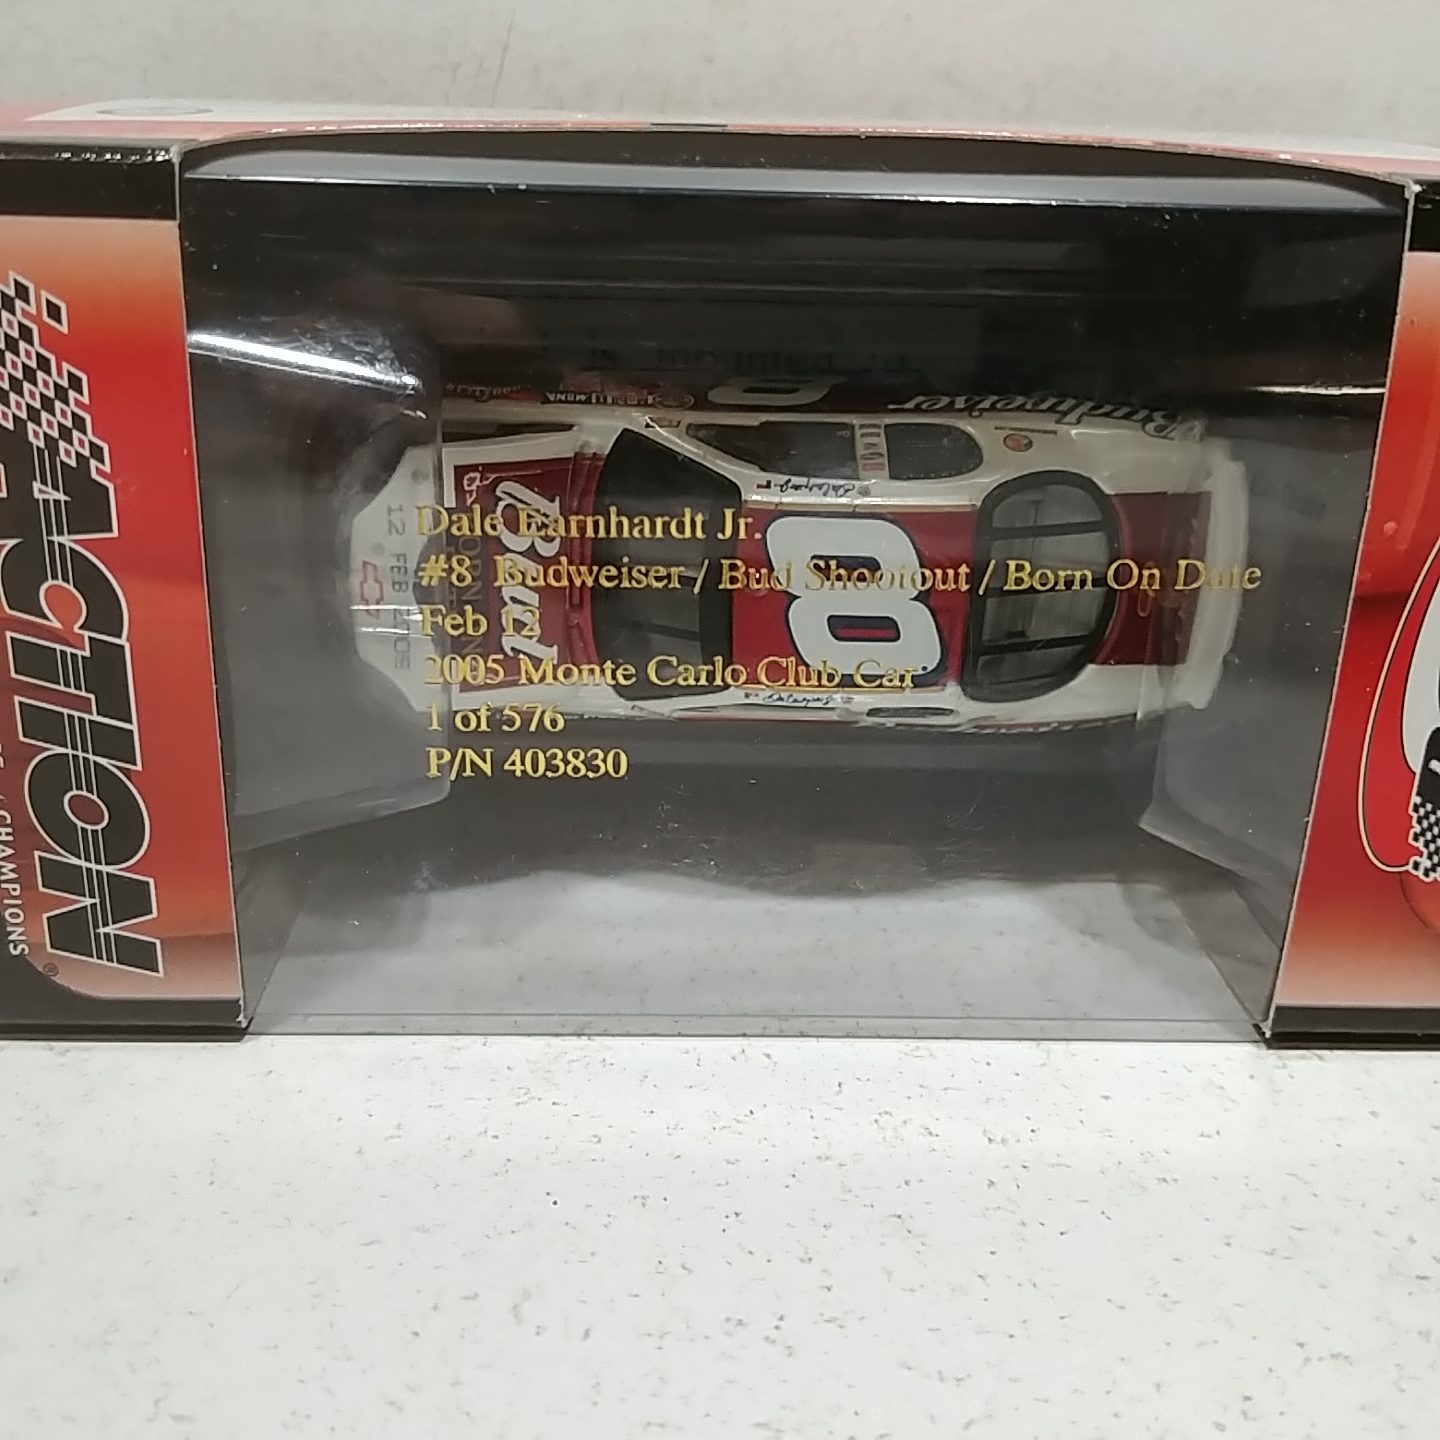 Dale Earnhardt Jr.
#8 Budweiser / Bud Shootout / Born On Date
Feb 12
2005 Monte Carlo Club Car
1 of 576
P/N 403830
ACTION
CHAMPIONS
®
Budweiser
8
Bud
12 FEB 2005
8